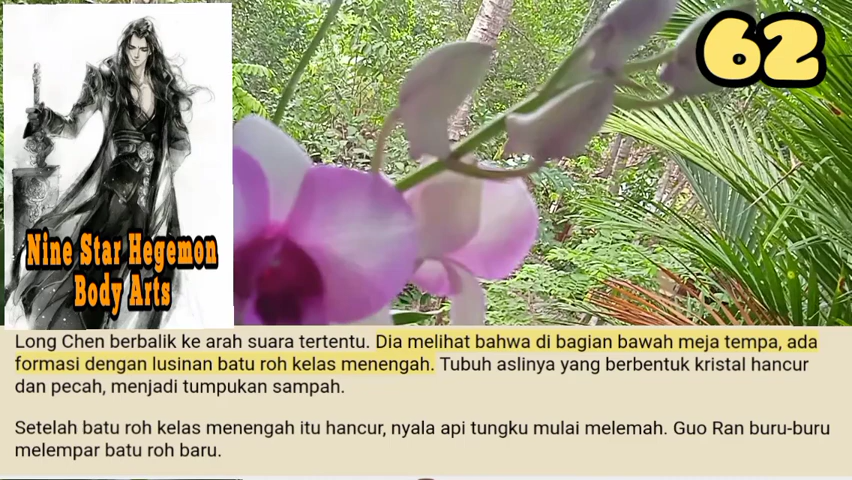 62
Nine Star Hegemon
Body Arts
Long Chen berbalik ke arah suara tertentu. Dia melihat bahwa di bagian bawah meja tempa, ada
formasi dengan lusinan batu roh kelas menengah. Tubuh aslinya yang berbentuk kristal hancur
dan pecah, menjadi tumpukan sampah.
Setelah batu roh kelas menengah itu hancur, nyala api tungku mulai melemah. Guo Ran buru-buru
melempar batu roh baru.